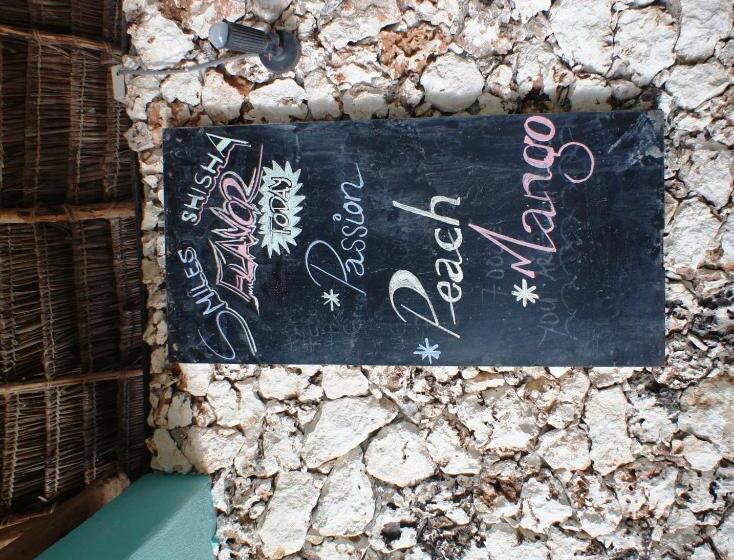 SMILES SHISHA
FLAVOR
TODAY
* Passion
* Peach
* Mango